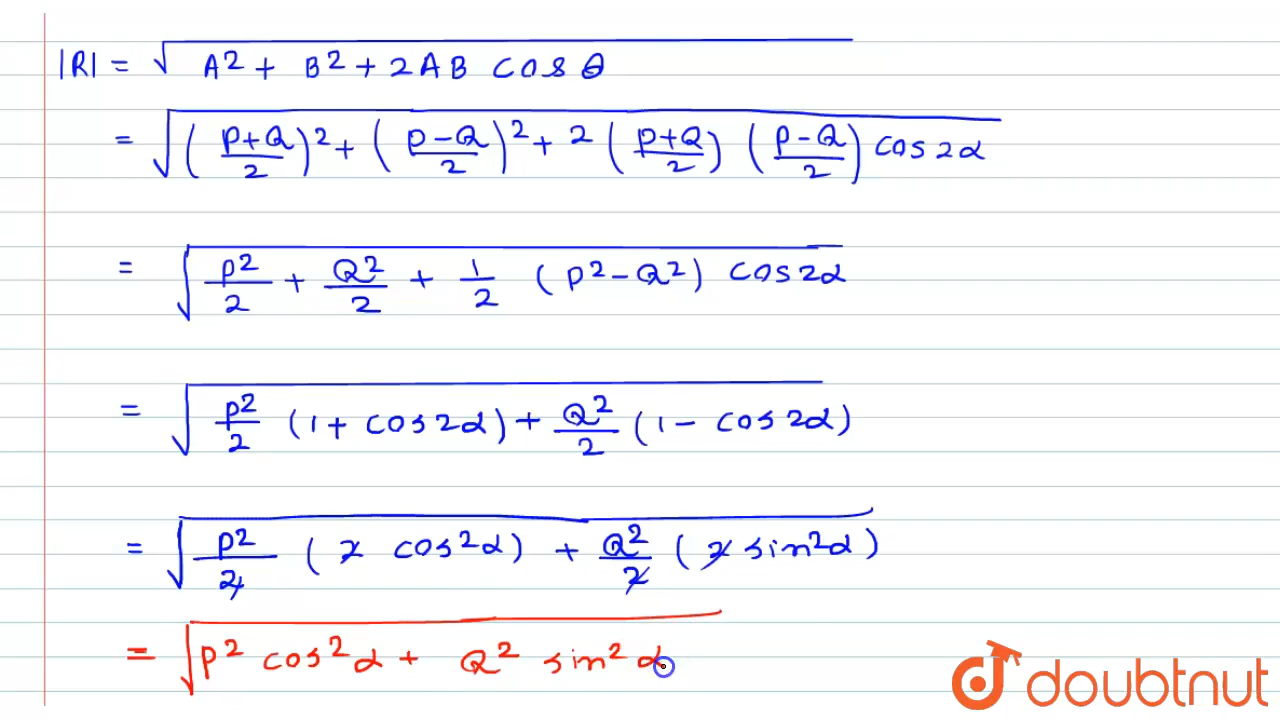 |R| = √(A² + B² + 2AB cos θ)
= √(((P+Q)/2)² + ((P−Q)/2)² + 2 ((P+Q)/2) ((P−Q)/2) cos 2α)
= √(P²/2 + Q²/2 + 1/2 (P² − Q²) cos 2α)
= √(P²/2 (1 + cos 2α) + Q²/2 (1 − cos 2α))
= √(P²/2 (2 cos²α) + Q²/2 (2 sin²α))
= √(P² cos²α + Q² sin²α)
doubtnut